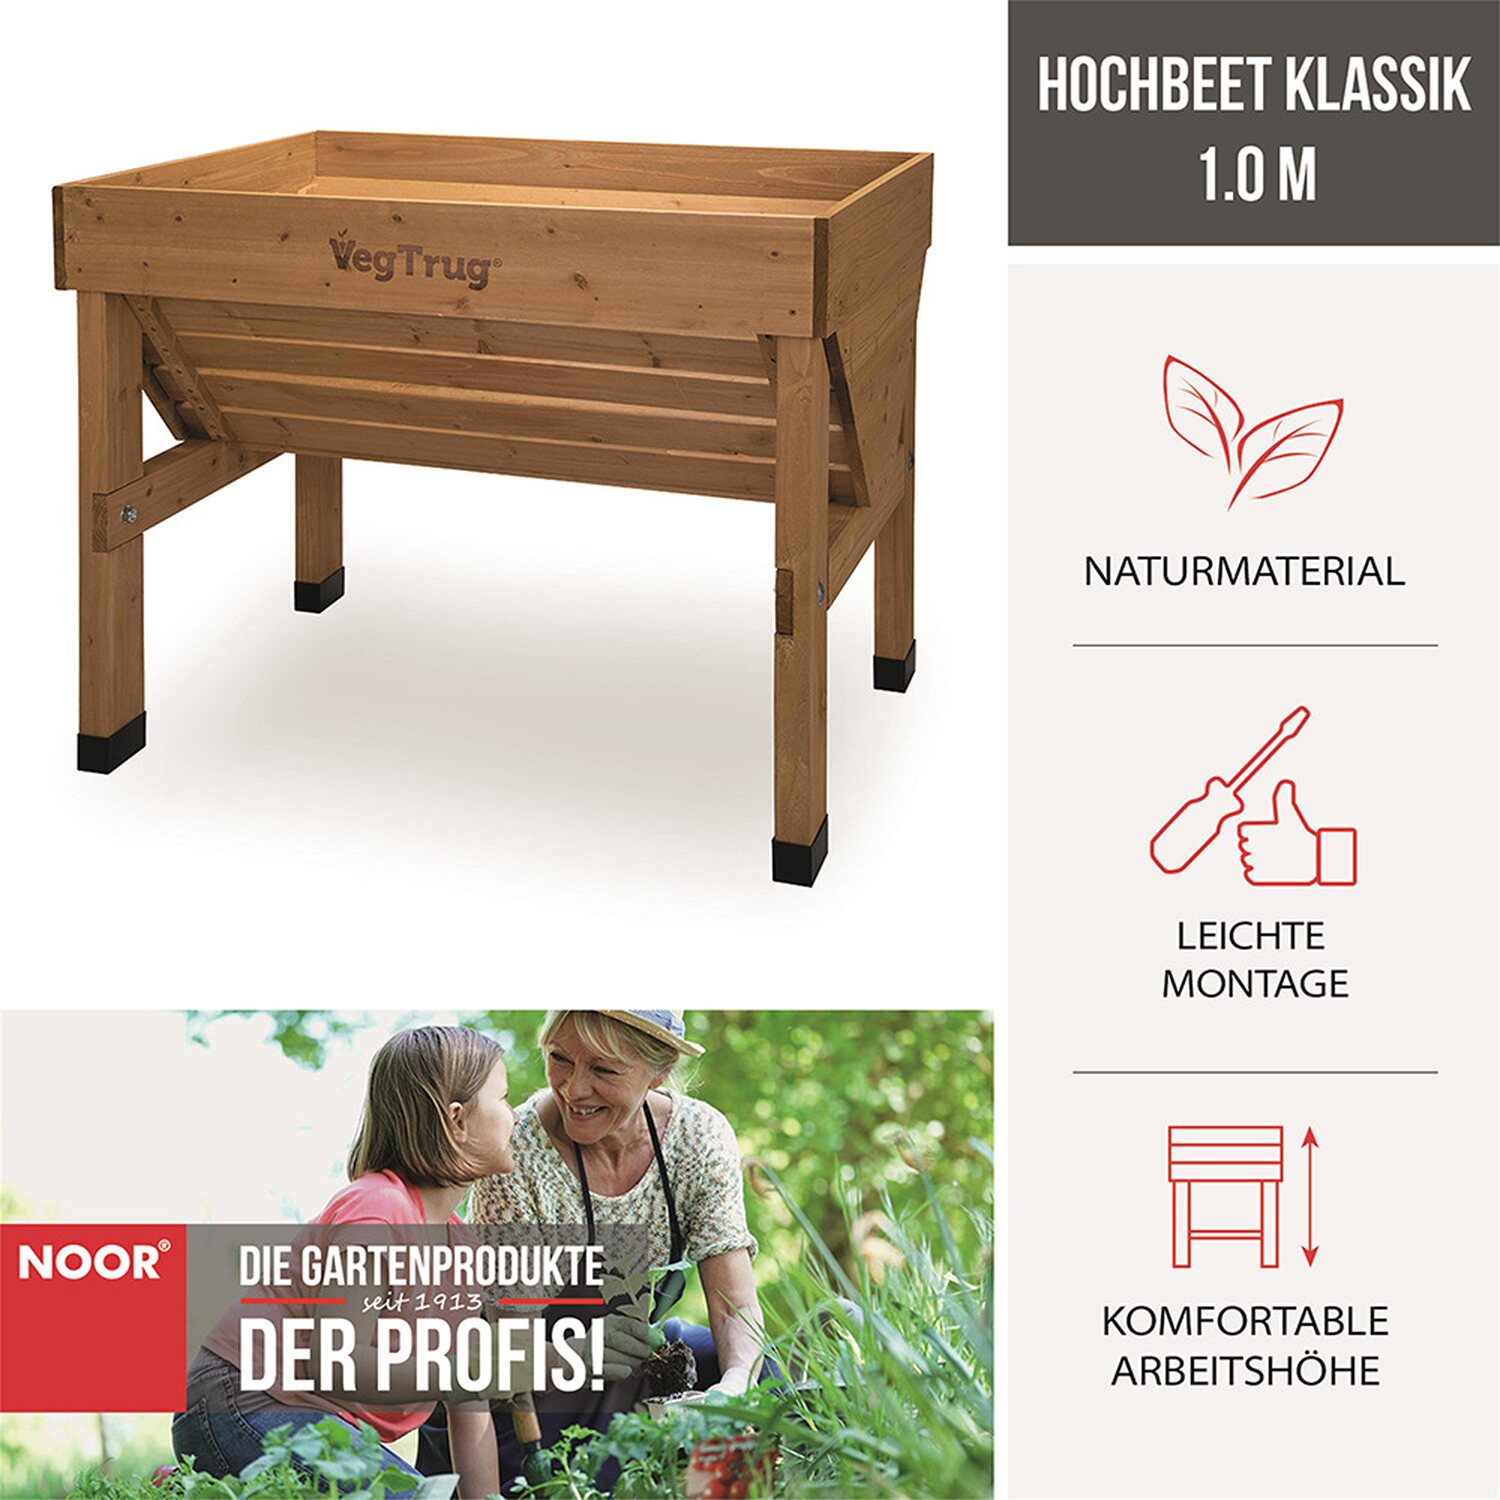 HOCHBEET KLASSIK
1.0 M
VegTrug®
NATURMATERIAL
LEICHTE
MONTAGE
KOMFORTABLE
ARBEITSHÖHE
NOOR®
DIE GARTENPRODUKTE
seit 1913
DER PROFIS!